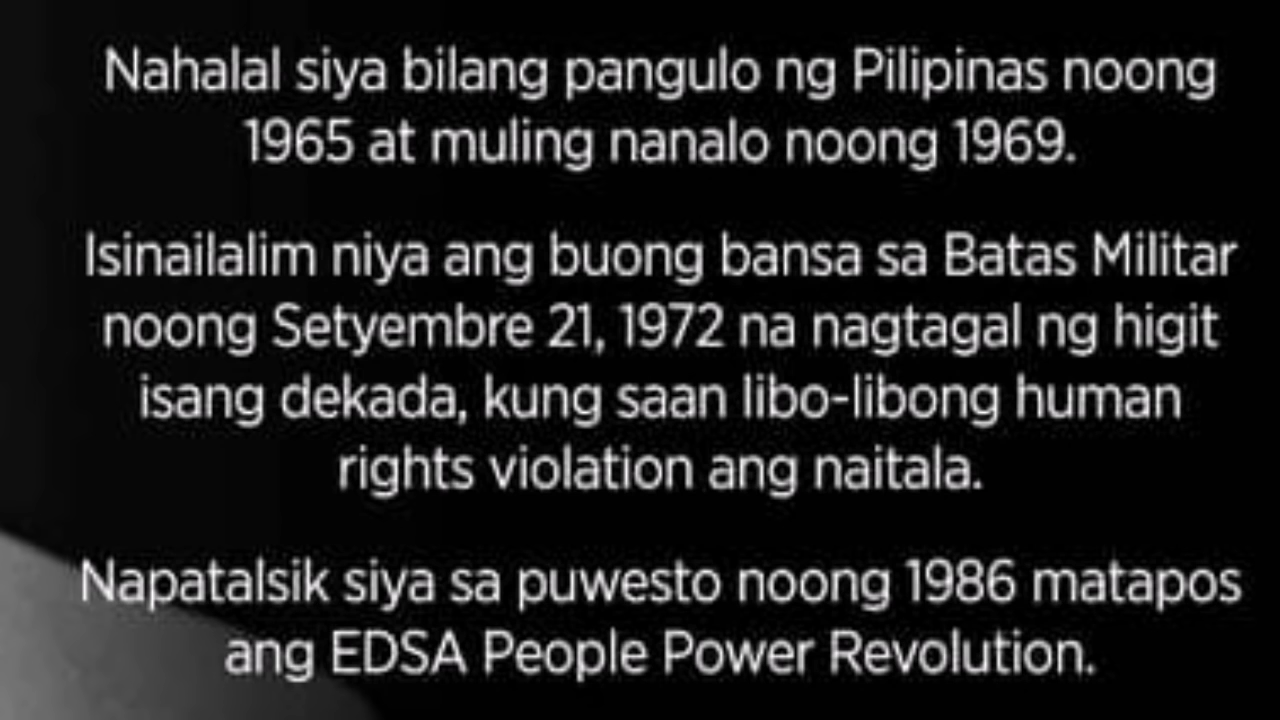 Nahalal siya bilang pangulo ng Pilipinas noong
1965 at muling nanalo noong 1969.
Isinailalim niya ang buong bansa sa Batas Militar
noong Setyembre 21, 1972 na nagtagal ng higit
isang dekada, kung saan libo-libong human
rights violation ang naitala.
Napatalsik siya sa puwesto noong 1986 matapos
ang EDSA People Power Revolution.